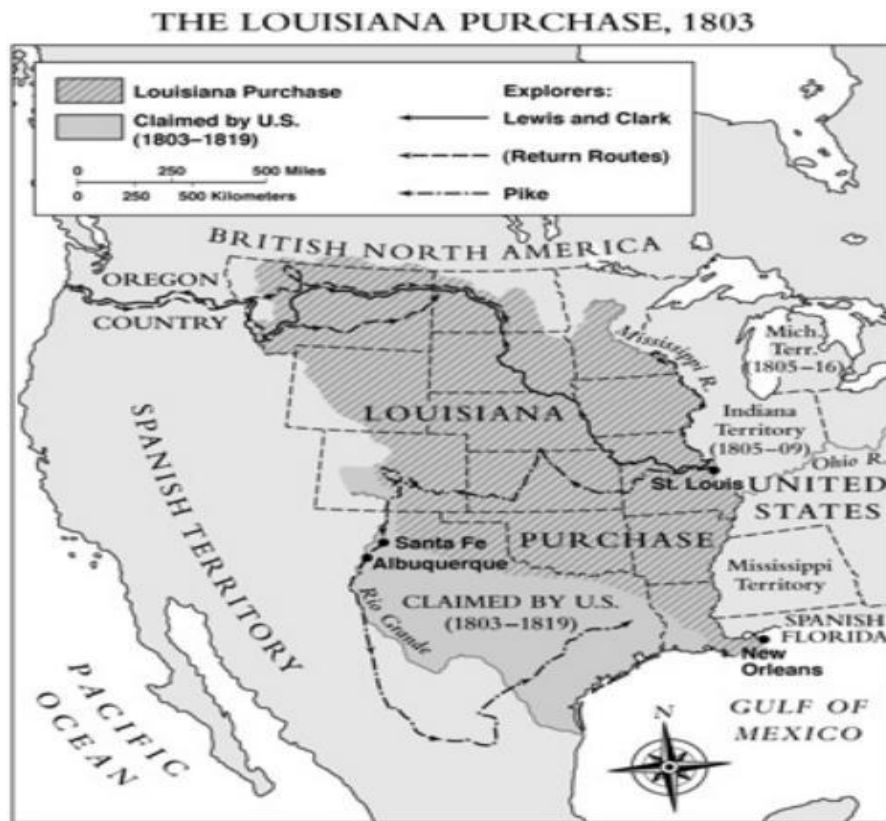 THE LOUISIANA PURCHASE, 1803
Louisiana Purchase
Claimed by U.S.
(1803–1819)
0 250 500 Miles
0 250 500 Kilometers
Explorers:
Lewis and Clark
(Return Routes)
Pike
BRITISH NORTH AMERICA
OREGON
COUNTRY
Mississippi R.
Mich.
Terr.
(1805–16)
LOUISIANA
Indiana
Territory
(1805–09)
Ohio R.
St. Louis
UNITED
STATES
SPANISH TERRITORY
PURCHASE
Santa Fe
Albuquerque
Mississippi
Territory
Rio Grande
CLAIMED BY U.S.
(1803–1819)
SPANISH
FLORIDA
New
Orleans
PACIFIC
OCEAN
GULF OF
MEXICO
N